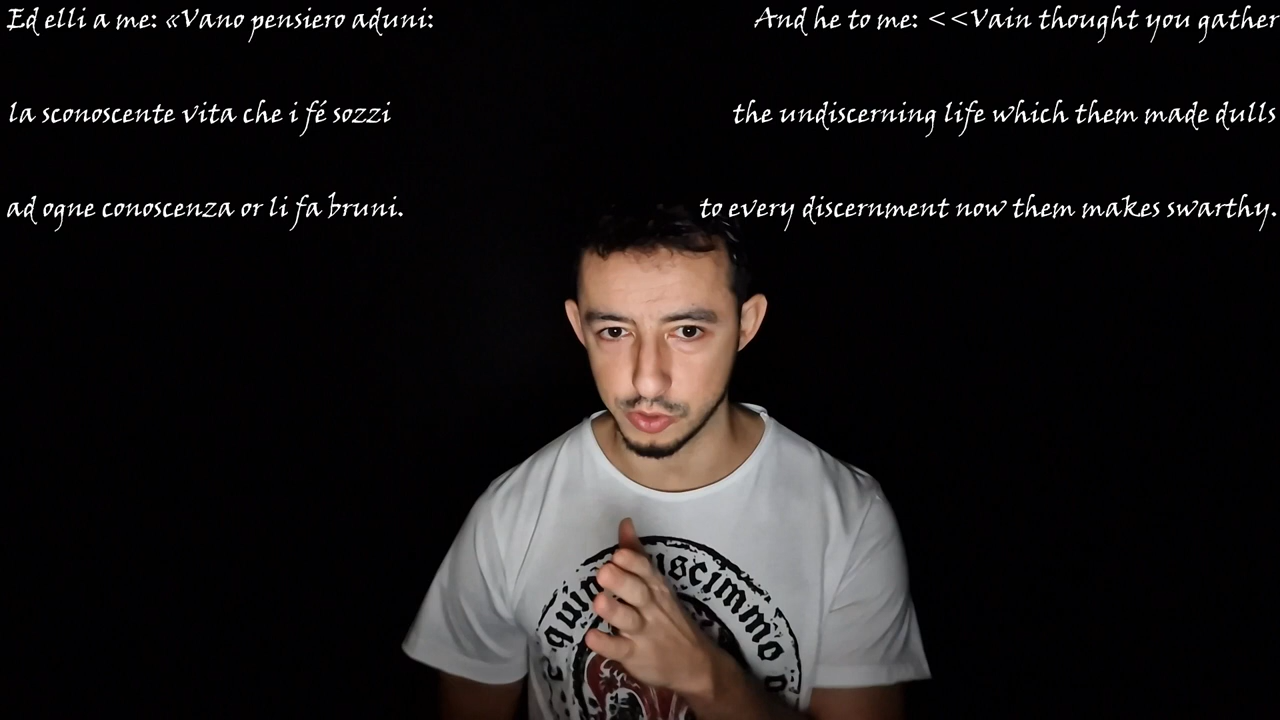 Ed elli a me: «Vano pensiero aduni:
la sconoscente vita che i fé sozzi
ad ogne conoscenza or li fa bruni.
And he to me: <<Vain thought you gather
the undiscerning life which them made dulls
to every discernment now them makes swarthy.